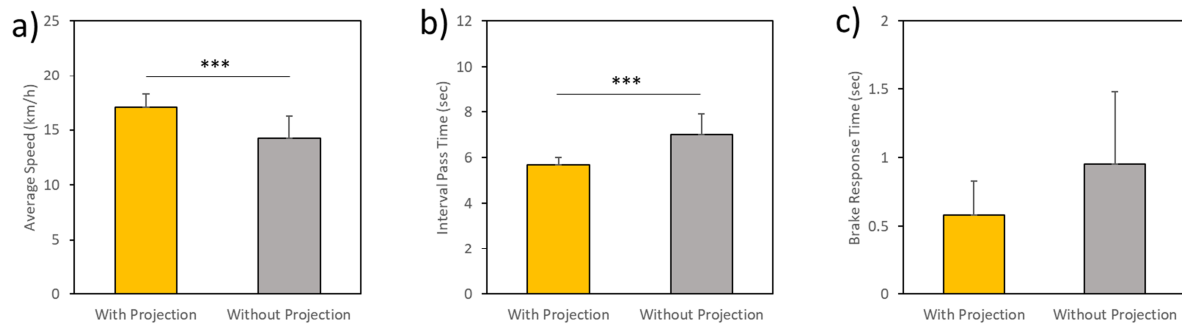 a)
Average Speed (km/h)
25
20
15
10
5
0
***
With Projection
Without Projection
b)
Interval Pass Time (sec)
12
10
8
6
4
2
0
***
With Projection
Without Projection
c)
Brake Response Time (sec)
2
1.5
1
0.5
0
With Projection
Without Projection